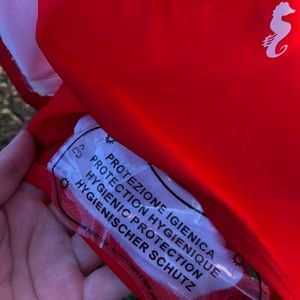 PROTEZIONE IGIENICA
PROTECTION HYGIENIQUE
HYGIENIC PROTECTION
HYGIENISCHER SCHUTZ